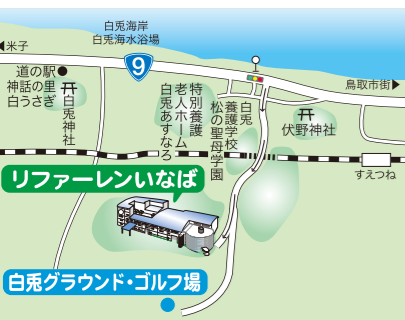 白兎海岸
白兎海水浴場
米子
9
道の駅
神話の里
白うさぎ
白兎神社
特別養護
老人ホーム
白兎あすなろ
白兎
養護学校
松の聖母学園
鳥取市街
伏野神社
すえつね
リファーレンいなば
白兎グラウンド・ゴルフ場